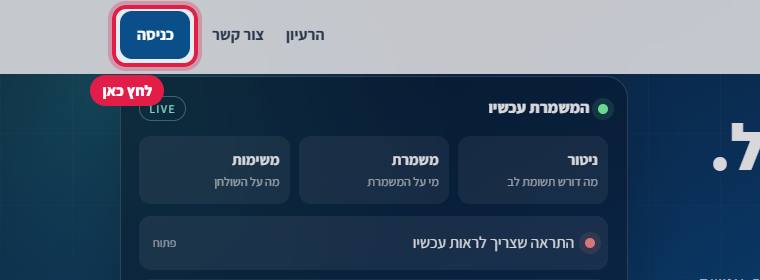 הרעיון
צור קשר
כניסה
לחץ כאן
LIVE
המשמרת עכשיו
ל.
ניטור
מה דורש תשומת לב
משמרת
מי על המשמרת
משימות
מה על השולחן
התראה שצריך לראות עכשיו
פתוח